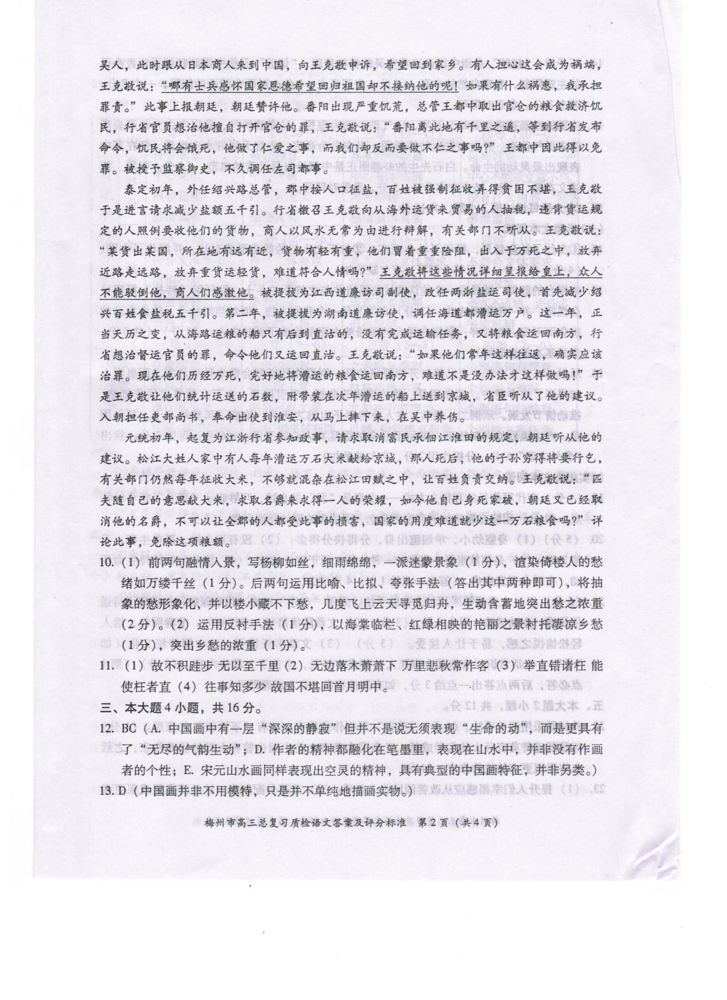 吴人，此时跟从日本商人来到中国，向王克敬申诉，希望回到家乡。有人担心这会成为祸端，
王克敬说：“哪有士兵感怀国家恩德希望回归祖国却不接纳他的呢！如果有什么祸患，我承担
罪责。”此事上报朝廷，朝廷赞许他。番阳出现严重饥荒，总管王都中取出官仓的粮食救济饥
民，行省官员想治他擅自打开官仓的罪，王克敬说：“番阳离此地有千里之遥，等到行省发布
命令，饥民将会饿死，他做了仁爱之事，而我们却反而要做不仁之事吗？”王都中因此得以免
罪。被授予监察御史，不久调任左司都事。
泰定初年，外任绍兴路总管，郡中按人口征盐，百姓被强制征收弄得贫困不堪，王克敬
于是进言请求减少盐额五千引。行省檄召王克敬向从海外运货来贸易的人抽税，违背货运规
定的人照例要收他们的货物，商人以风水无常为由进行辩解，有关部门不听从。王克敬说：
“某货出某国，所在地有远有近，货物有轻有重，他们冒着重重险阻，出入于万死之中，放弃
近路走远路，放弃重货运轻货，难道符合人情吗？”王克敬将这些情况详细呈报给皇上，众人
不能驳倒他，商人们感激他。被提拔为江西道廉访司副使，改任两浙盐运司使，首先减少绍
兴百姓食盐税五千引。第二年，被提拔为湖南道廉访使，调任海道都漕运万户。这一年，正
当天历之变，从海路运粮的船只有后到直沽的，没有完成运输任务，又将粮食运回南方，行
省想治督运官员的罪，命令他们又运回直沽。王克敬说：“如果他们常年这样往返，确实应该
治罪。现在他们历经万死，完好地将漕运的粮食运回南方，难道不是没办法才这样做吗！”于
是王克敬让他们统计运送的石数，附带装在次年漕运的船上送到京城，省臣听从了他的建议。
入朝担任吏部尚书，奉命出使到淮安，从马上摔下来，在吴中养伤。
元统初年，起复为江浙行省参知政事，请求取消富民承佃江淮田的规定，朝廷听从他的
建议。松江大姓人家中有人每年漕运万石大米献给京城，那人死后，他的子孙穷得将要行乞，
有关部门仍然每年征收大米，不够就混杂在松江田赋之中，让百姓负责交纳。王克敬说：“匹
夫随自己的意思献大米，求取名爵来求得一人的荣耀，如今他自己身死家破，朝廷又已经取
消他的名爵，不可以让全郡的人都受此事的损害，国家的用度难道就少这一万石粮食吗？”详
论此事，免除这项粮额。
10.（1）前两句融情入景，写杨柳如丝，细雨绵绵，一派迷蒙景象（1分），渲染倚楼人的愁
绪如万缕千丝（1分）。后两句运用比喻、比拟、夸张手法（答出其中两种即可），将抽
象的愁形象化，并以楼小藏不下愁，几度飞上云天寻觅归舟，生动含蓄地突出愁之浓重
（2分）。（2）运用反衬手法（1分），以海棠临栏、红绿相映的艳丽之景衬托凄凉乡愁
（1分），突出乡愁的浓重（1分）。
11.（1）故不积跬步 无以至千里（2）无边落木萧萧下 万里悲秋常作客（3）举直错诸枉 能
使枉者直（4）往事知多少 故国不堪回首月明中。
三、本大题4小题，共16分。
12. BC（A. 中国画中有一层“深深的静寂”但并不是说无须表现“生命的动”，而是更具有
了“无尽的气韵生动”；D. 作者的精神都融化在笔墨里，表现在山水中，并非没有作画
者的个性；E. 宋元山水画同样表现出空灵的精神，具有典型的中国画特征，并非另类。）
13. D（中国画并非不用模特，只是并不单纯地描画实物。）
梅州市高三总复习质检语文答案及评分标准 第2页（共4页）